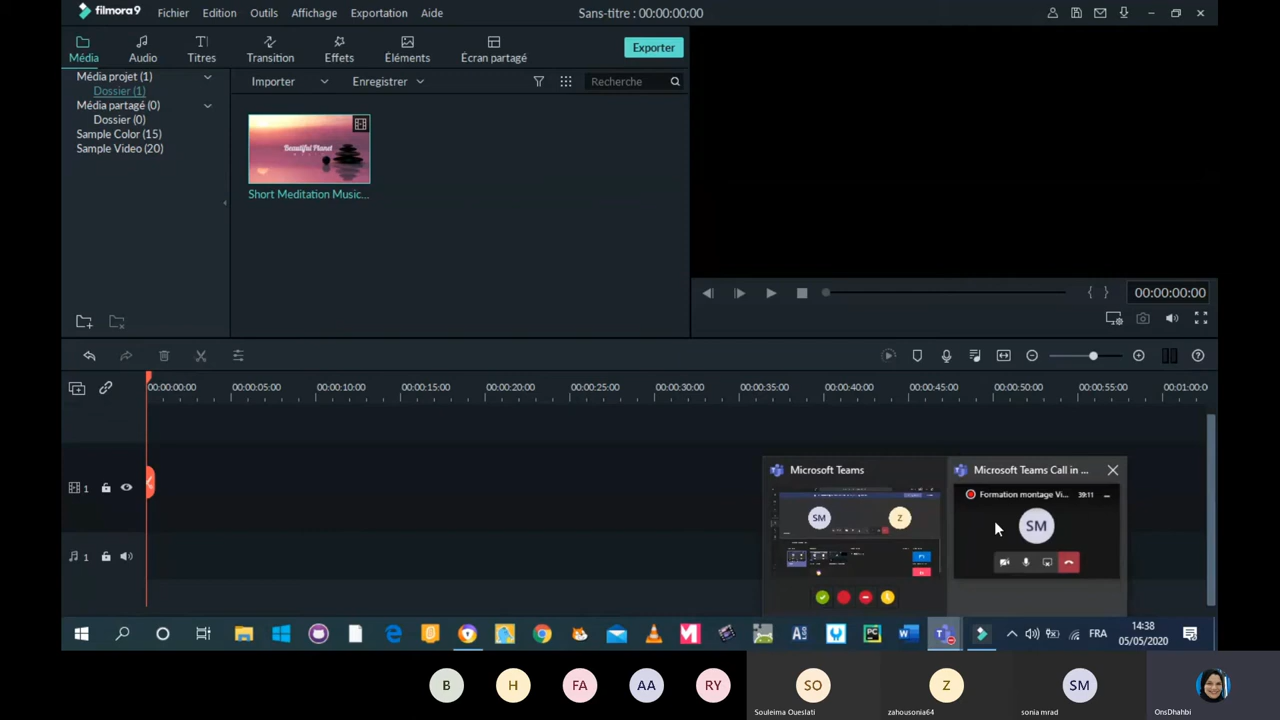 filmora9 Fichier Edition Outils Affichage Exportation Aide Sans-titre : 00:00:00:00
Média Audio Titres Transition Effets Éléments Écran partagé Exporter
Média projet (1)
Dossier (1)
Média partagé (0)
Dossier (0)
Sample Color (15)
Sample Video (20)
Importer Enregistrer Recherche
Beautiful Planet
Short Meditation Music...
00:00:00:00
00:00:00:00 00:00:05:00 00:00:10:00 00:00:15:00 00:00:20:00 00:00:25:00 00:00:30:00 00:00:35:00 00:00:40:00 00:00:45:00 00:00:50:00 00:00:55:00 00:01:00:0
1
1
Microsoft Teams
SM Z
Microsoft Teams Call in ...
Formation montage Vi... 39:11
SM
FRA
14:38
05/05/2020
B H FA AA RY SO Z SM
Souleima Oueslati zahousonia64 sonia mrad OnsDhahbi